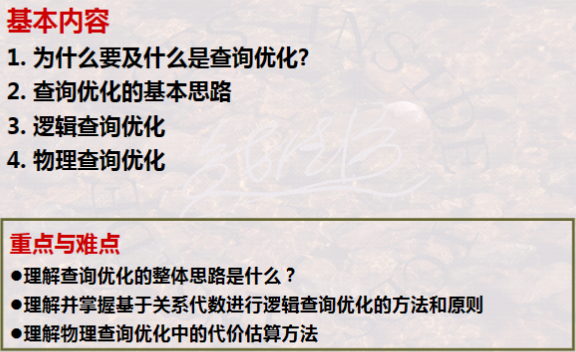 基本内容
1. 为什么要及什么是查询优化?
2. 查询优化的基本思路
3. 逻辑查询优化
4. 物理查询优化
重点与难点
●理解查询优化的整体思路是什么？
●理解并掌握基于关系代数进行逻辑查询优化的方法和原则
●理解物理查询优化中的代价估算方法